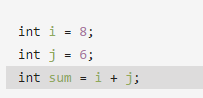 int i = 8;
int j = 6;
int sum = i + j;